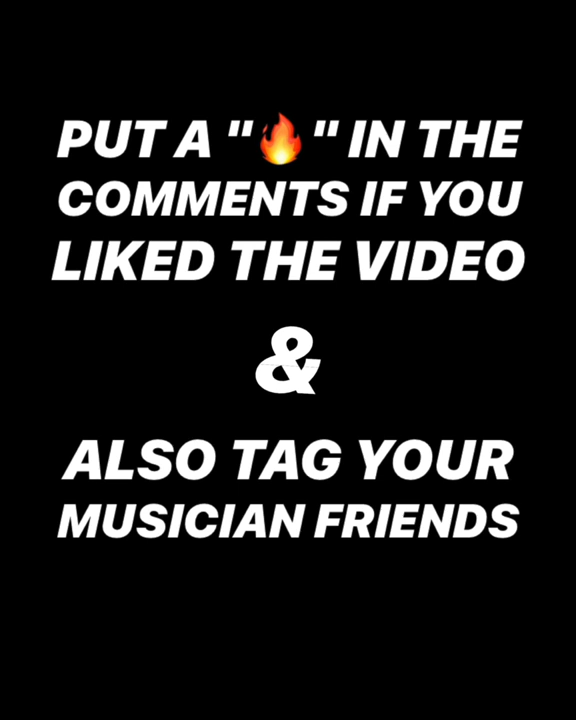 PUT A "🔥" IN THE
COMMENTS IF YOU
LIKED THE VIDEO
&
ALSO TAG YOUR
MUSICIAN FRIENDS